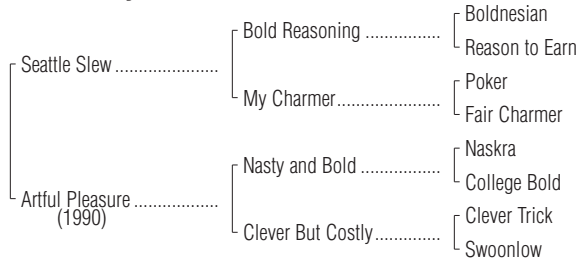 Boldnesian
Bold Reasoning ................
Reason to Earn
Seattle Slew .....................
Poker
My Charmer.....................
Fair Charmer
Naskra
Nasty and Bold ................
College Bold
Artful Pleasure .................
(1990)
Clever Trick
Clever But Costly................
Swoonlow